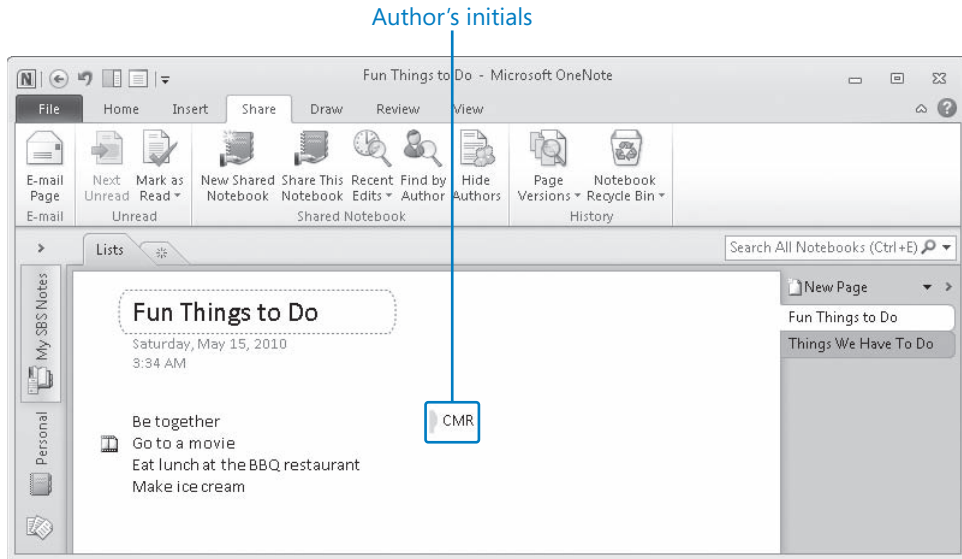 Author's initials
Fun Things to Do - Microsoft OneNote
File Home Insert Share Draw Review View
E-mail Page
Next Unread
Mark as Read
New Shared Notebook
Share This Notebook
Recent Edits
Find by Author
Hide Authors
Page Versions
Notebook Recycle Bin
E-mail Unread Shared Notebook History
Lists
Search All Notebooks (Ctrl+E)
My SBS Notes
Personal
New Page
Fun Things to Do
Things We Have To Do
Fun Things to Do
Saturday, May 15, 2010
3:34 AM
Be together
CMR
Go to a movie
Eat lunch at the BBQ restaurant
Make ice cream